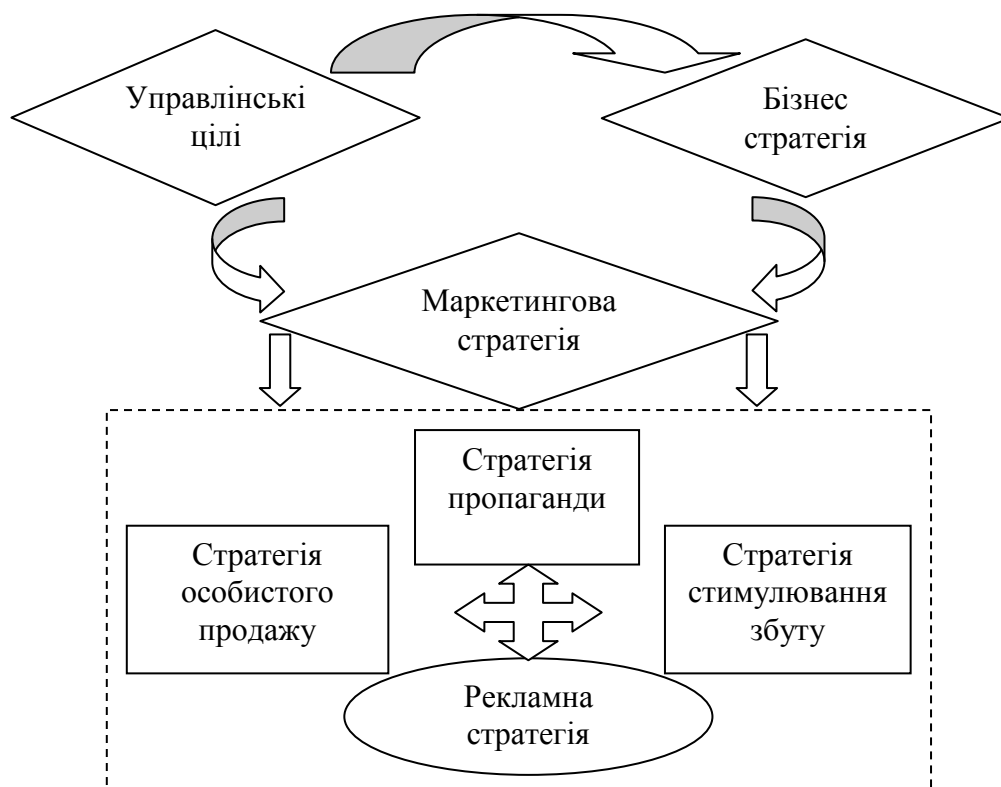 Управлінські
цілі
Бізнес
стратегія
Маркетингова
стратегія
Стратегія
пропаганди
Стратегія
особистого
продажу
Стратегія
стимулювання
збуту
Рекламна
стратегія